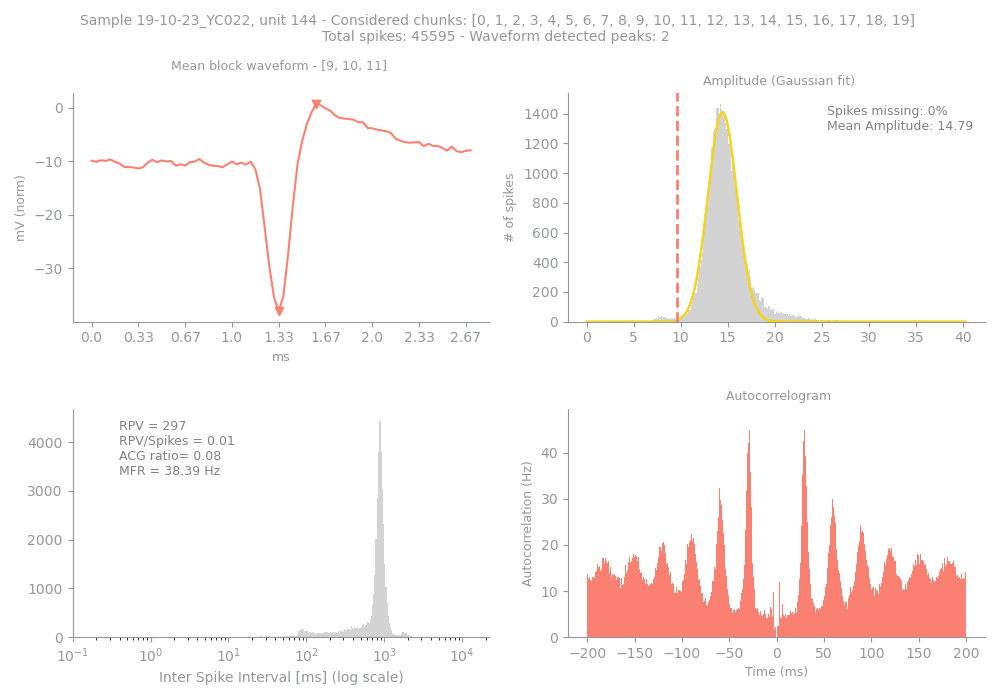 Sample 19-10-23_YC022, unit 144 - Considered chunks: [0, 1, 2, 3, 4, 5, 6, 7, 8, 9, 10, 11, 12, 13, 14, 15, 16, 17, 18, 19]
Total spikes: 45595 - Waveform detected peaks: 2
Mean block waveform - [9, 10, 11]
0
−10
−20
−30
mV (norm)
0.0 0.33 0.67 1.0 1.33 1.67 2.0 2.33 2.67
ms
Amplitude (Gaussian fit)
Spikes missing: 0%
Mean Amplitude: 14.79
1400
1200
1000
800
600
400
200
0
# of spikes
0 5 10 15 20 25 30 35 40
RPV = 297
RPV/Spikes = 0.01
ACG ratio= 0.08
MFR = 38.39 Hz
4000
3000
2000
1000
0
10⁻¹ 10⁰ 10¹ 10² 10³ 10⁴
Inter Spike Interval [ms] (log scale)
Autocorrelogram
40
30
20
10
0
Autocorrelation (Hz)
−200 −150 −100 −50 0 50 100 150 200
Time (ms)